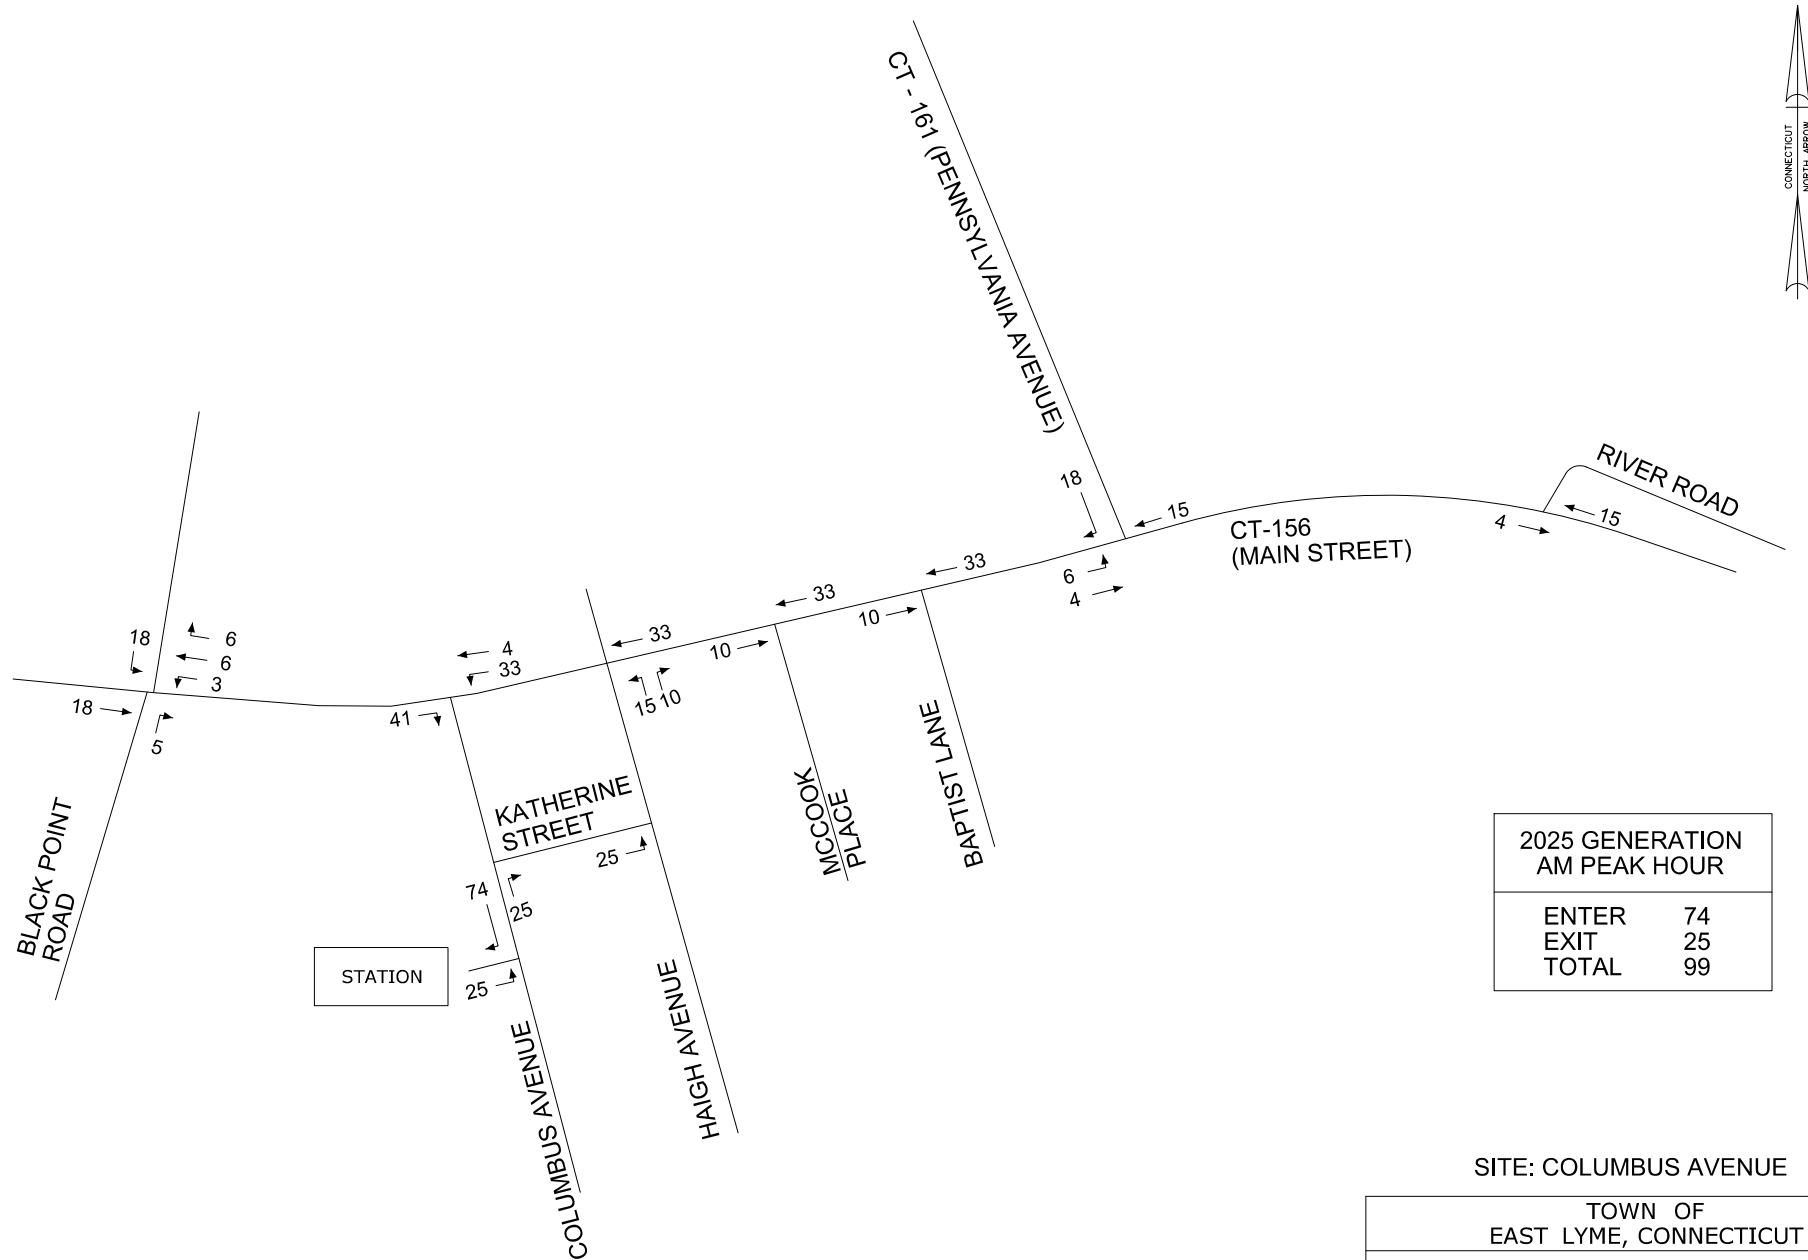 CT - 161 (PENNSYLVANIA AVENUE)
CONNECTICUT
NORTH ARROW
RIVER ROAD
18
15
4
15
CT-156
(MAIN STREET)
6
4
33
33
10
10
33
4
33
15
10
41
18
6
6
3
18
5
KATHERINE
STREET
25
MCCOOK
PLACE
BAPTIST LANE
BLACK POINT
ROAD
74
25
STATION
25
COLUMBUS AVENUE
HAIGH AVENUE
2025 GENERATION
AM PEAK HOUR
ENTER 74
EXIT 25
TOTAL 99
SITE: COLUMBUS AVENUE
TOWN OF
EAST LYME, CONNECTICUT